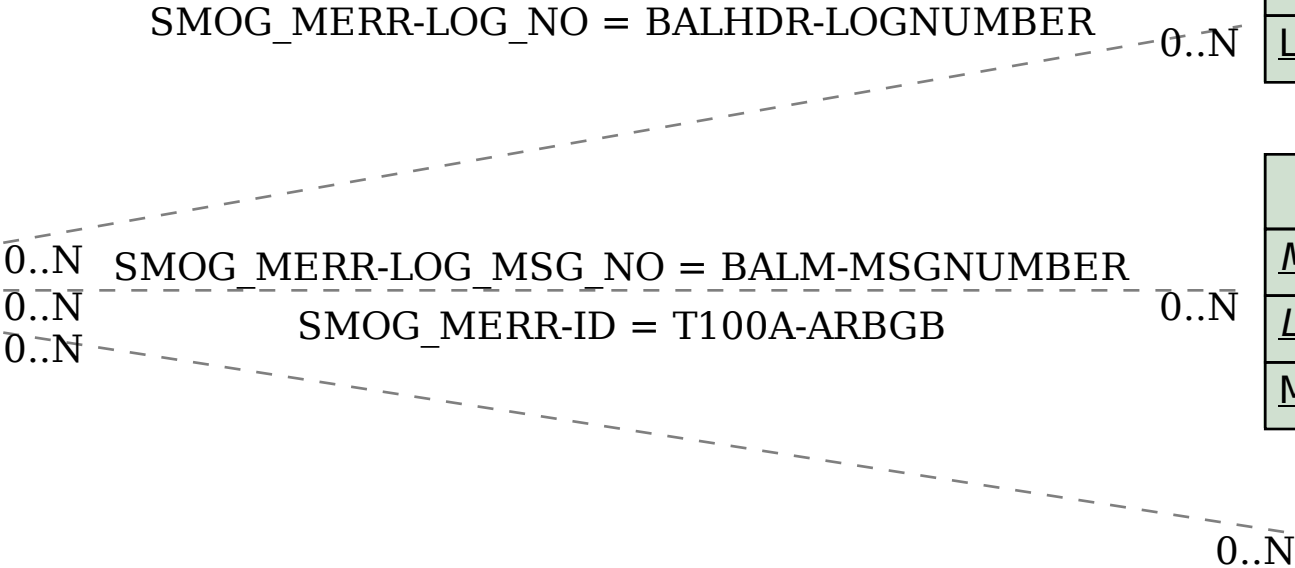 SMOG_MERR-LOG_NO = BALHDR-LOGNUMBER
0..N
0..N
SMOG_MERR-LOG_MSG_NO = BALM-MSGNUMBER
0..N
0..N
SMOG_MERR-ID = T100A-ARBGB
0..N
0..N